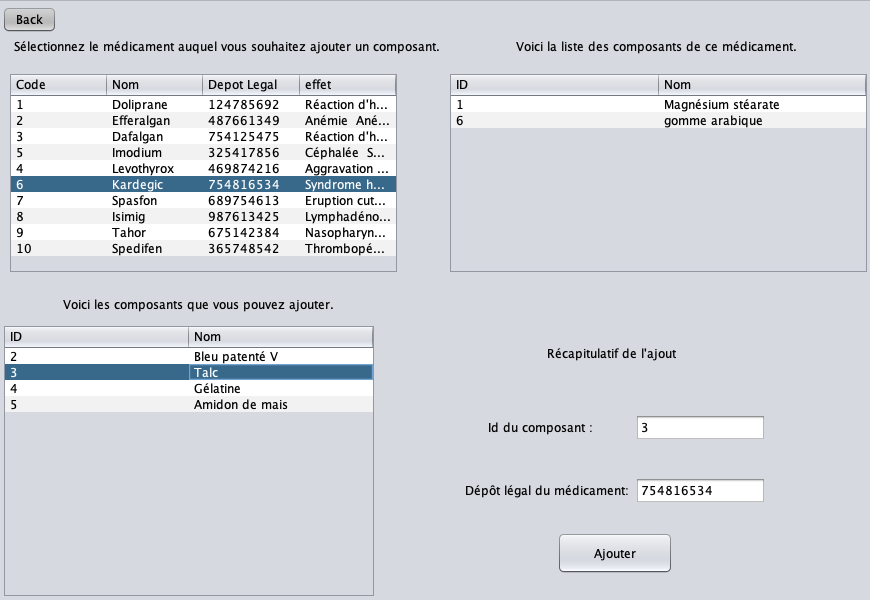 Back
Sélectionnez le médicament auquel vous souhaitez ajouter un composant.
Code Nom Depot Legal effet
1 Doliprane 124785692 Réaction d'h...
2 Efferalgan 487661349 Anémie Ané...
3 Dafalgan 754125475 Réaction d'h...
5 Imodium 325417856 Céphalée S...
4 Levothyrox 469874216 Aggravation ...
6 Kardegic 754816534 Syndrome h...
7 Spasfon 689754613 Eruption cut...
8 Isimig 987613425 Lymphadéno...
9 Tahor 675142384 Nasopharyn...
10 Spedifen 365748542 Thrombopé...
Voici la liste des composants de ce médicament.
ID Nom
1 Magnésium stéarate
6 gomme arabique
Voici les composants que vous pouvez ajouter.
ID Nom
2 Bleu patenté V
3 Talc
4 Gélatine
5 Amidon de mais
Récapitulatif de l'ajout
Id du composant : 3
Dépôt légal du médicament: 754816534
Ajouter